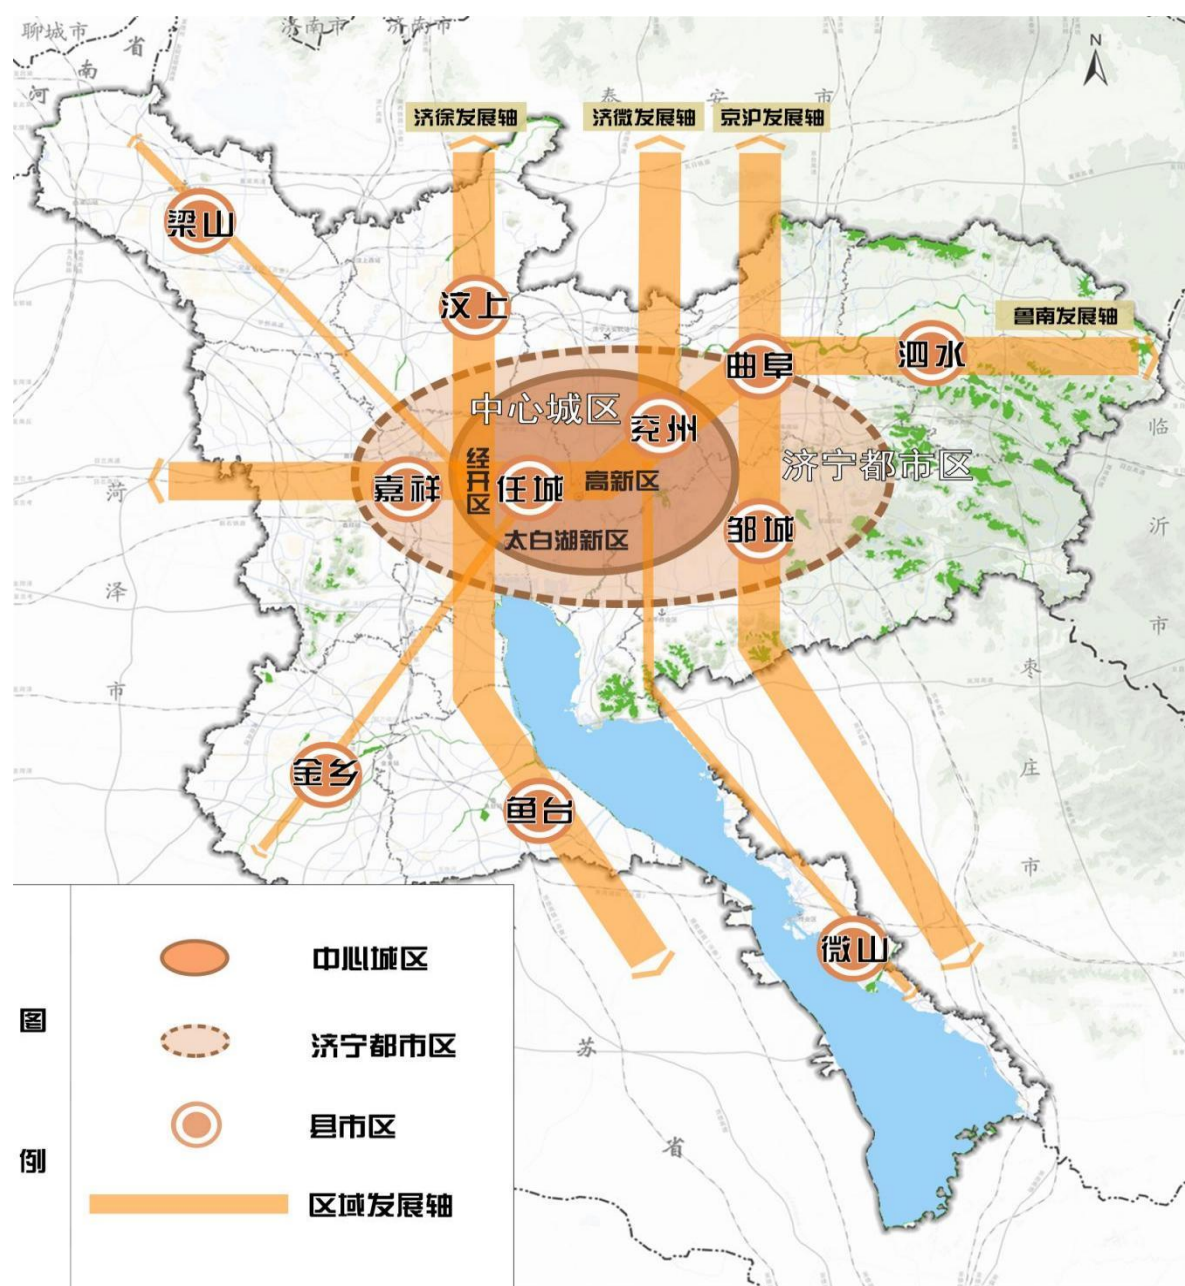 聊城市
济南市
济南市
省
南
河
泰安市
N
济徐发展轴
济微发展轴
京沪发展轴
鲁南发展轴
梁山
汶上
曲阜
泗水
中心城区
兖州
济宁都市区
嘉祥
经开区
任城
高新区
太白湖新区
邹城
菏泽市
临沂市
枣庄市
金乡
鱼台
微山
苏
省
图例
中心城区
济宁都市区
县市区
区域发展轴